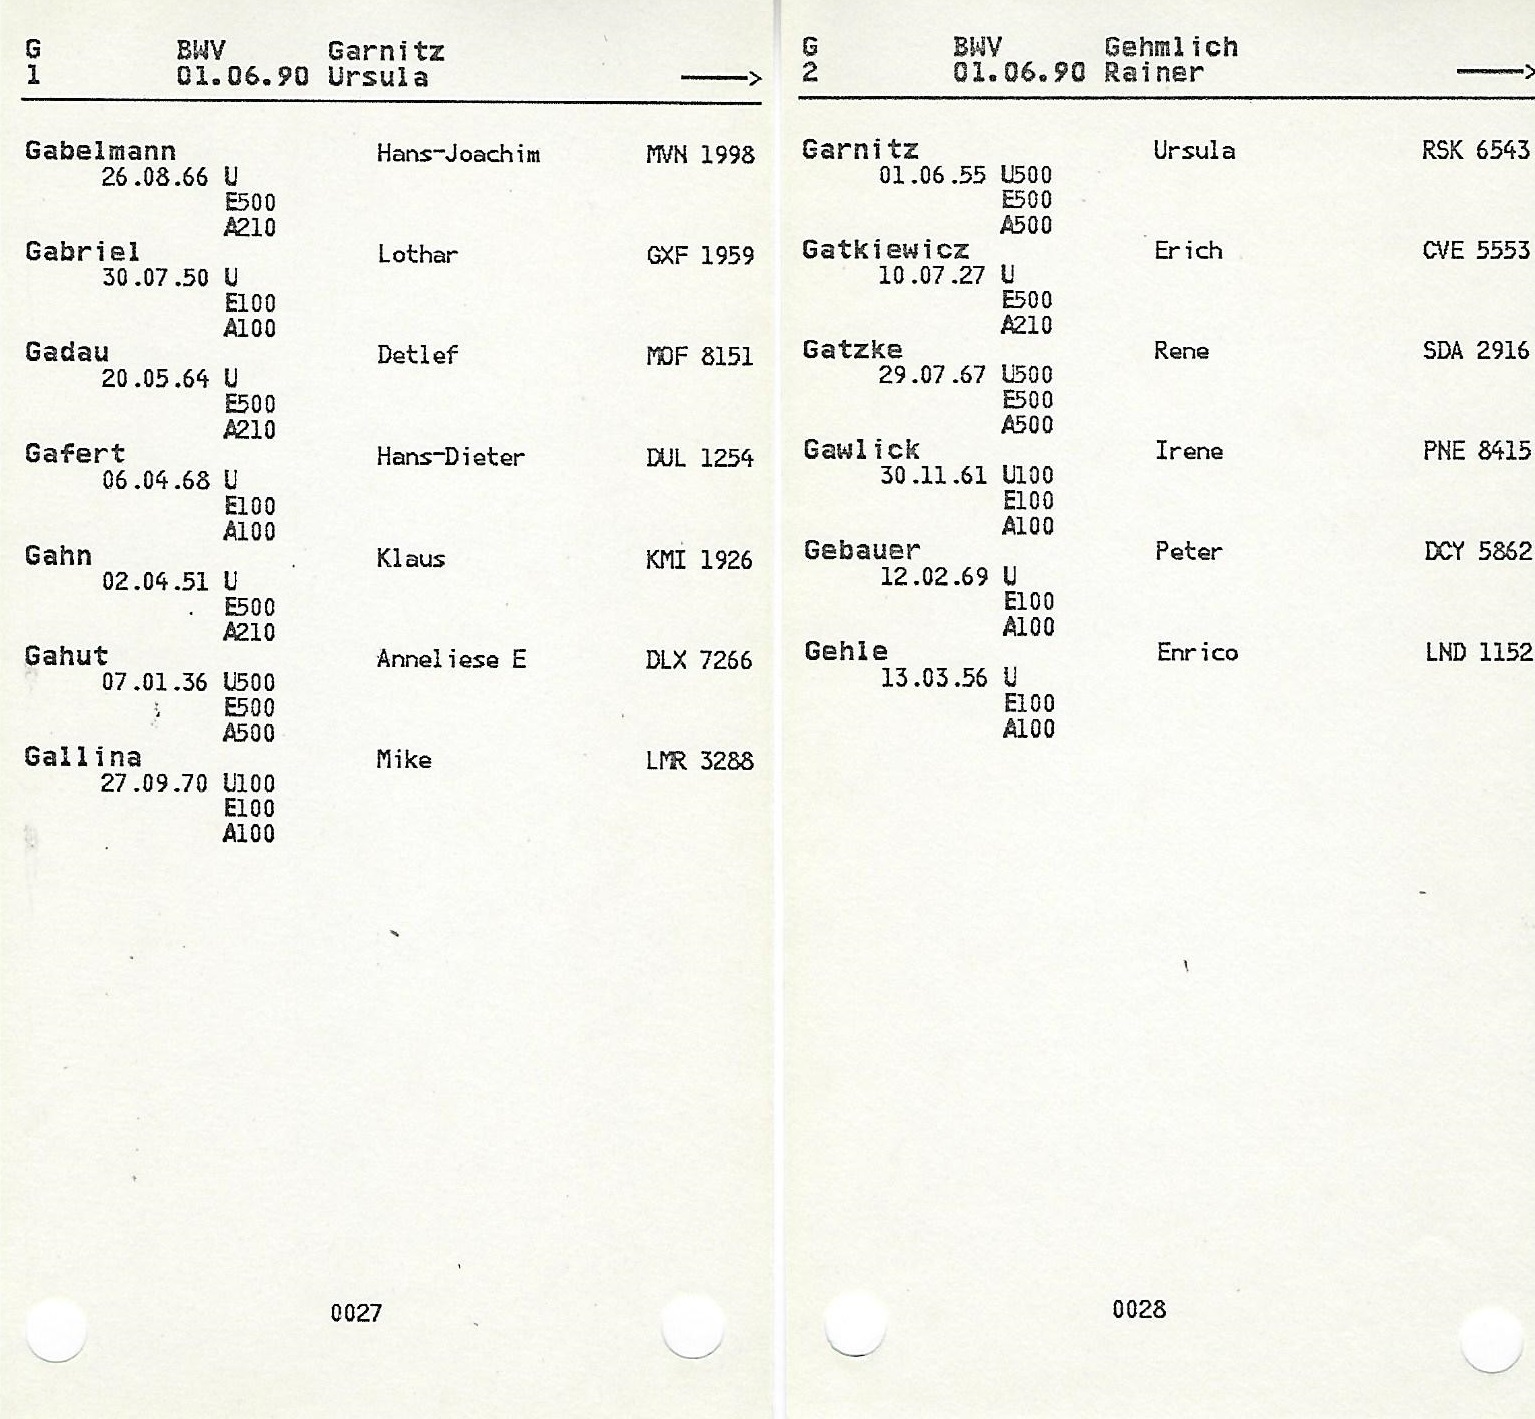 G BWV Garnitz
1 01.06.90 Ursula --->
Gabelmann Hans-Joachim MVN 1998
26.08.66 U
E500
A210
Gabriel Lothar GXF 1959
30.07.50 U
E100
A100
Gadau Detlef MOF 8151
20.05.64 U
E500
A210
Gafert Hans-Dieter DUL 1254
06.04.68 U
E100
A100
Gahn Klaus KMI 1926
02.04.51 U
E500
A210
Gahut Anneliese E DLX 7266
07.01.36 U500
E500
A500
Gallina Mike LMR 3288
27.09.70 U100
E100
A100
0027
G BWV Gehmlich
2 01.06.90 Rainer --->
Garnitz Ursula RSK 6543
01.06.55 U500
E500
A500
Gatkiewicz Erich CVE 5553
10.07.27 U
E500
A210
Gatzke Rene SDA 2916
29.07.67 U500
E500
A500
Gawlick Irene PNE 8415
30.11.61 U100
E100
A100
Gebauer Peter DCY 5862
12.02.69 U
E100
A100
Gehle Enrico LND 1152
13.03.56 U
E100
A100
0028